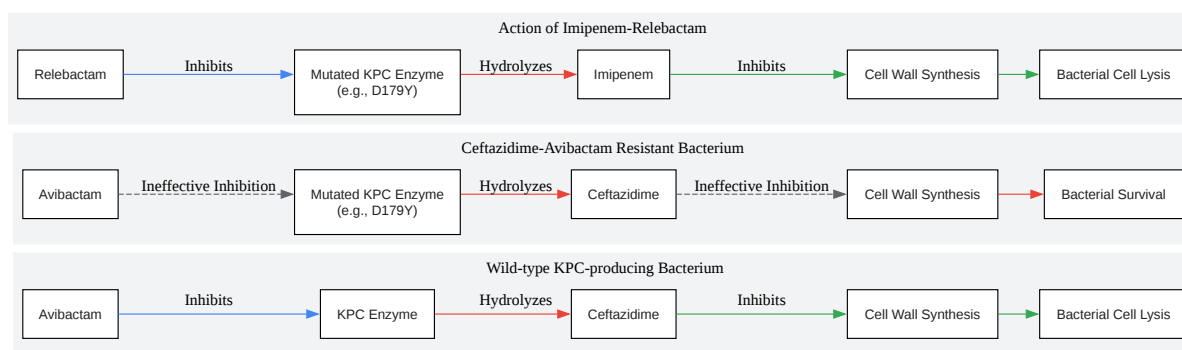 Action of Imipenem-Relebactam
Relebactam
Inhibits
Mutated KPC Enzyme
(e.g., D179Y)
Hydrolyzes
Imipenem
Inhibits
Cell Wall Synthesis
Bacterial Cell Lysis
Ceftazidime-Avibactam Resistant Bacterium
Avibactam
Ineffective Inhibition
Mutated KPC Enzyme
(e.g., D179Y)
Hydrolyzes
Ceftazidime
Ineffective Inhibition
Cell Wall Synthesis
Bacterial Survival
Wild-type KPC-producing Bacterium
Avibactam
Inhibits
KPC Enzyme
Hydrolyzes
Ceftazidime
Inhibits
Cell Wall Synthesis
Bacterial Cell Lysis